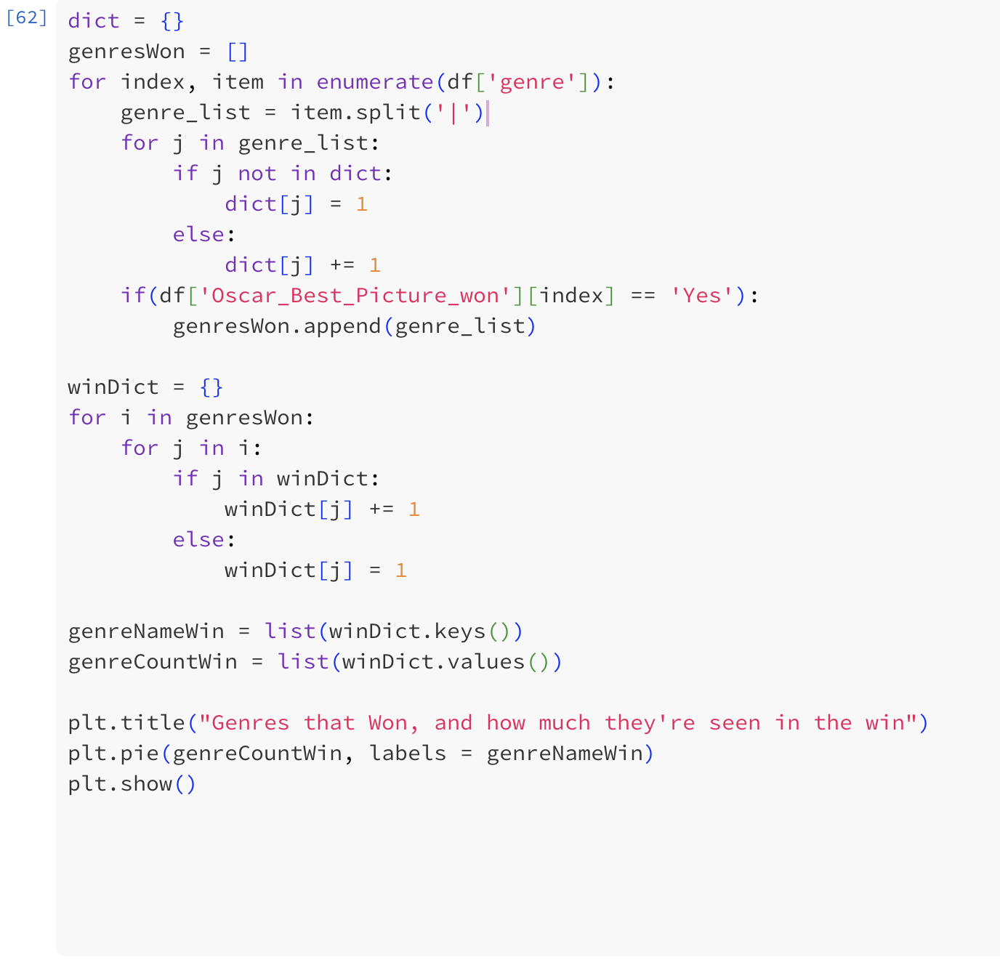 [62]
dict = {}
genresWon = []
for index, item in enumerate(df['genre']):
    genre_list = item.split('|')
    for j in genre_list:
        if j not in dict:
            dict[j] = 1
        else:
            dict[j] += 1
    if(df['Oscar_Best_Picture_won'][index] == 'Yes'):
        genresWon.append(genre_list)

winDict = {}
for i in genresWon:
    for j in i:
        if j in winDict:
            winDict[j] += 1
        else:
            winDict[j] = 1

genreNameWin = list(winDict.keys())
genreCountWin = list(winDict.values())

plt.title("Genres that Won, and how much they're seen in the win")
plt.pie(genreCountWin, labels = genreNameWin)
plt.show()